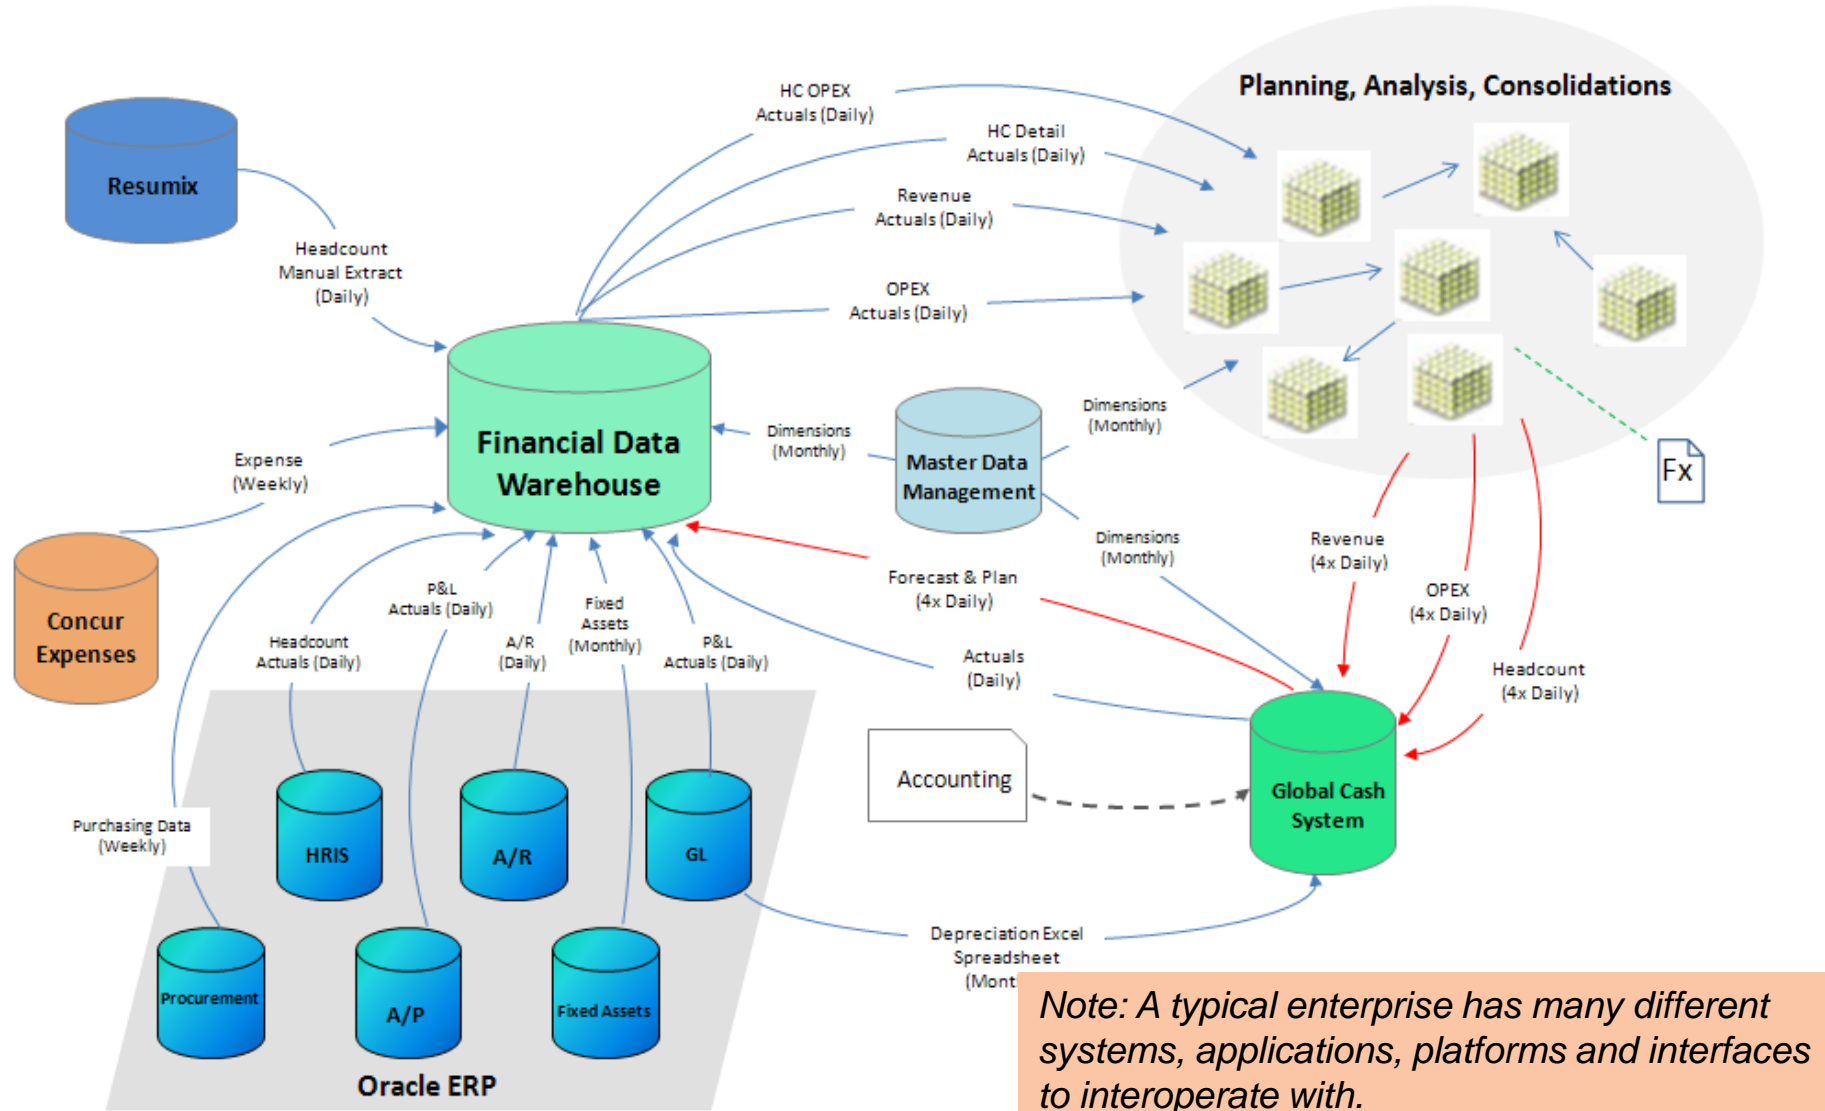 HC OPEX
Actuals (Daily)
Planning, Analysis, Consolidations
HC Detail
Actuals (Daily)
Resumix
Revenue
Actuals (Daily)
Headcount
Manual Extract
(Daily)
OPEX
Actuals (Daily)
Financial Data
Warehouse
Dimensions
(Monthly)
Dimensions
(Monthly)
Master Data
Management
Fx
Expense
(Weekly)
Dimensions
(Monthly)
Revenue
(4x Daily)
Forecast & Plan
(4x Daily)
OPEX
(4x Daily)
Concur
Expenses
P&L
Actuals (Daily)
Fixed
Assets
(Monthly)
Headcount
Actuals (Daily)
A/R
(Daily)
P&L
Actuals (Daily)
Actuals
(Daily)
Headcount
(4x Daily)
Accounting
Global Cash
System
Purchasing Data
(Weekly)
HRIS
A/R
GL
Depreciation Excel
Spreadsheet
(Mont
Procurement
A/P
Fixed Assets
Oracle ERP
Note: A typical enterprise has many different
systems, applications, platforms and interfaces
to interoperate with.